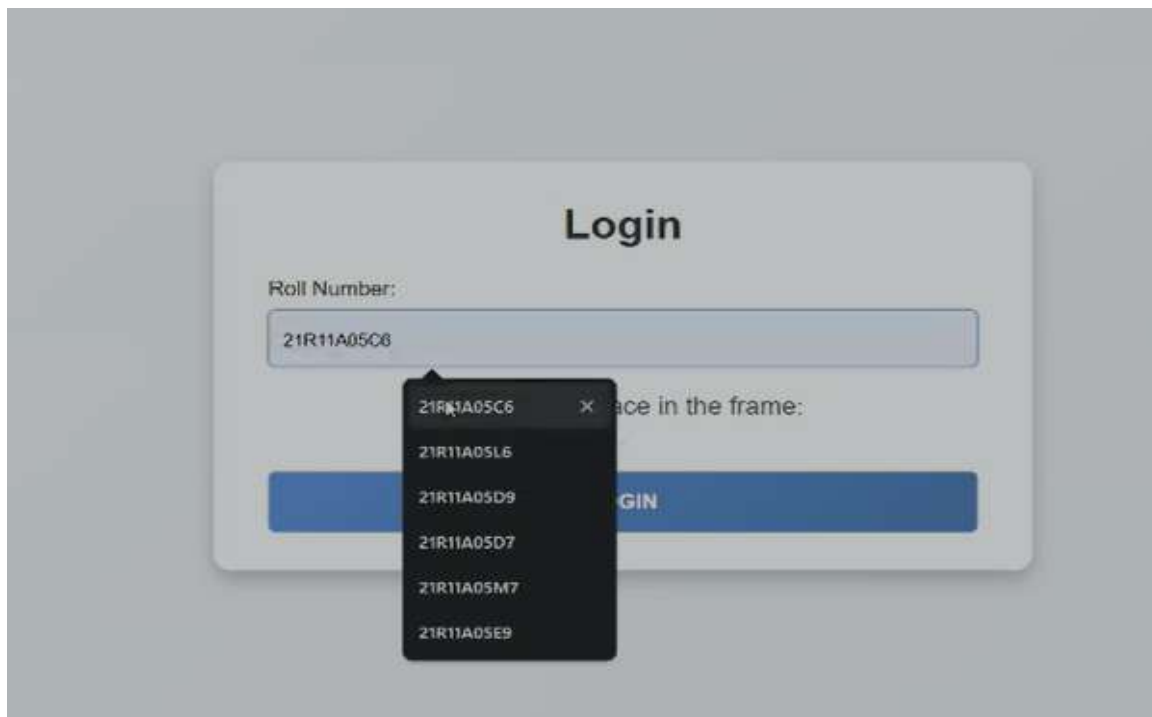 Login
Roll Number:
21R11A05C6
21R11A05C6 ×
ace in the frame:
21R11A05L6
21R11A05D9
GIN
21R11A05D7
21R11A05M7
21R11A05E9